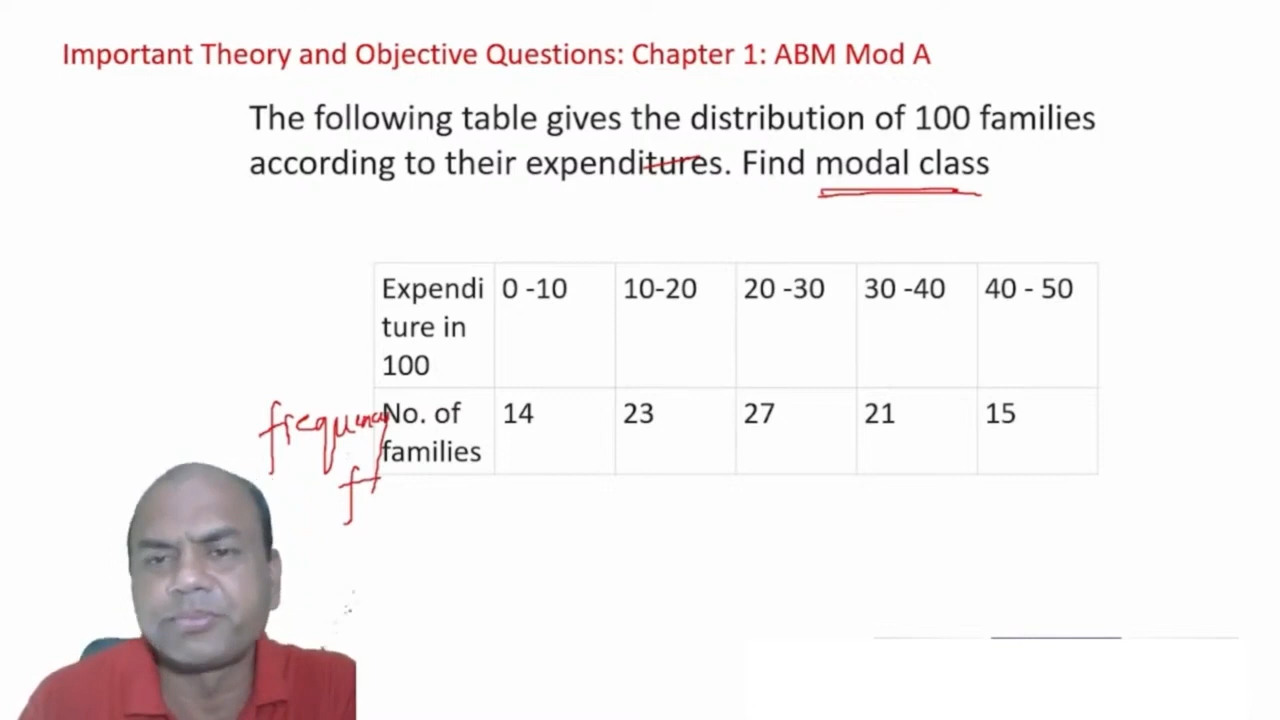 Important Theory and Objective Questions: Chapter 1: ABM Mod A
The following table gives the distribution of 100 families
according to their expenditures. Find modal class
Expendi
ture in
100
0 -10
10-20
20 -30
30 -40
40 - 50
frequency
f
No. of
families
14
23
27
21
15